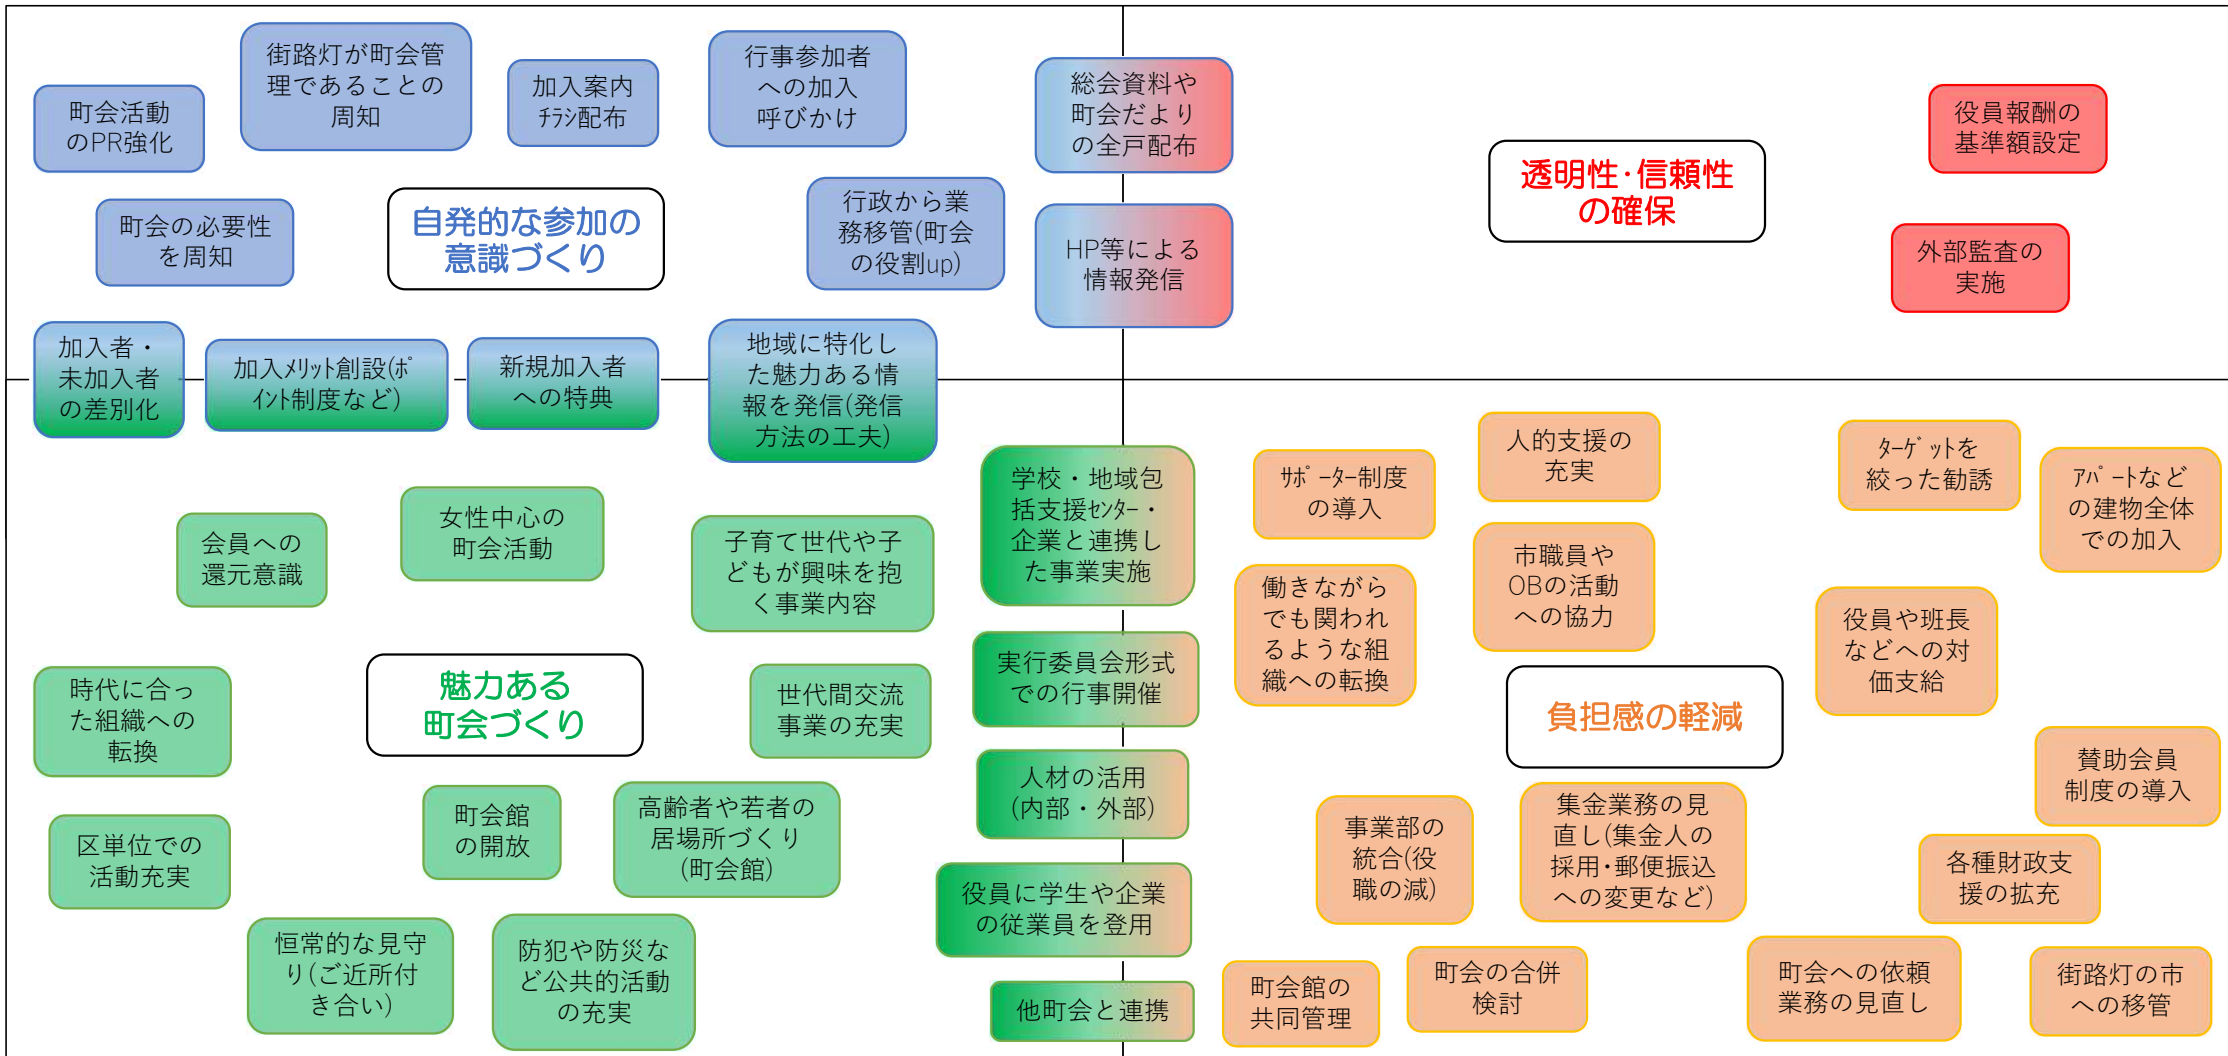 町会活動
のPR強化
街路灯が町会管
理であることの
周知
加入案内
ﾁﾗｼ配布
行事参加者
への加入
呼びかけ
町会の必要性
を周知
自発的な参加の
意識づくり
行政から業
務移管(町会
の役割up)
総会資料や
町会だより
の全戸配布
HP等による
情報発信
透明性･信頼性
の確保
役員報酬の
基準額設定
外部監査の
実施
加入者・
未加入者
の差別化
加入ﾒﾘｯﾄ創設(ﾎﾟ
ｲﾝﾄ制度など)
新規加入者
への特典
地域に特化し
た魅力ある情
報を発信(発信
方法の工夫)
会員への
還元意識
女性中心の
町会活動
子育て世代や子
どもが興味を抱
く事業内容
時代に合っ
た組織への
転換
魅力ある
町会づくり
世代間交流
事業の充実
区単位での
活動充実
町会館
の開放
高齢者や若者の
居場所づくり
(町会館)
恒常的な見守
り(ご近所付
き合い)
防犯や防災な
ど公共的活動
の充実
学校・地域包
括支援ｾﾝﾀｰ・
企業と連携し
た事業実施
実行委員会形式
での行事開催
人材の活用
(内部・外部)
役員に学生や企業
の従業員を登用
他町会と連携
ｻﾎﾟｰﾀｰ制度
の導入
人的支援の
充実
ﾀｰｹﾞｯﾄを
絞った勧誘
ｱﾊﾟｰﾄなど
の建物全体
での加入
働きながら
でも関われ
るような組
織への転換
市職員や
OBの活動
への協力
役員や班長
などへの対
価支給
負担感の軽減
賛助会員
制度の導入
事業部の
統合(役
職の減)
集金業務の見
直し(集金人の
採用･郵便振込
への変更など)
各種財政支
援の拡充
町会館の
共同管理
町会の合併
検討
町会への依頼
業務の見直し
街路灯の市
への移管